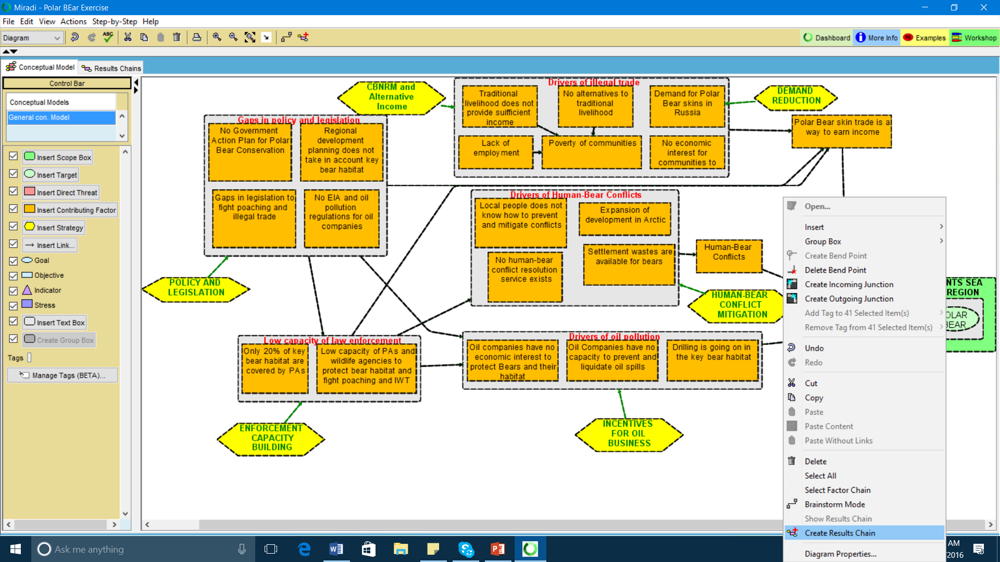 Miradi - Polar BEar Exercise
File Edit View Actions Step-by-Step Help
Diagram
ABC
Dashboard
More Info
Examples
Workshop
Conceptual Model
Results Chains
Control Bar
Conceptual Models
General con. Model
Insert Scope Box
Insert Target
Insert Direct Threat
Insert Contributing Factor
Insert Strategy
Insert Link...
Goal
Objective
Indicator
Stress
Insert Text Box
Create Group Box
Tags
Manage Tags (BETA)...
CBNRM and
Alternative
Income
Drivers of illegal trade
Traditional
livelihood does not
provide suifficient
income
No alternatives to
traditional
livelihood
Demand for Polar
Bear skins in
Russia
Lack of
employment
Poverty of communities
No economic
interest for
communities to
DEMAND
REDUCTION
Polar Bear skin trade is a
way to earn income
Gaps in policy and legislation
No Government
Action Plan for Polar
Bear Conservation
Regional
development
planning does not
take in account key
bear habitat
Gaps in legislation to
fight poaching and
illegal trade
No EIA and oil
pollution
regulations for oil
companies
Drivers of Human-Bear Conflicts
Local people does not
know how to prevent
and mitigate conflicts
Expansion of
development in Arctic
No human-bear
conflict resolution
service exists
Settlement wastes are
available for bears
Human-Bear
Conflicts
POLICY AND
LEGISLATION
HUMAN-BEAR
CONFLICT
MITIGATION
NTS SEA
REGION
OLAR
BEAR
Low capacity of law enforcement
Only 20% of key
bear habitat are
covered by PAs
Low capacity of PAs and
wildlife agencies to
protect bear habitat and
fight poaching and IWT
Drivers of oil pollution
Oil companies have no
economic interest to
protect Bears and their
habitat
Oil Companies have no
capacity to prevent and
liquidate oil spills
Drilling is going on in
the key bear habitat
ENFORCEMENT
CAPACITY
BUILDING
INCENTIVES
FOR OIL
BUSINESS
Open...
Insert
Group Box
Create Bend Point
Delete Bend Point
Create Incoming Junction
Create Outgoing Junction
Add Tag to 41 Selected Item(s)
Remove Tag from 41 Selected Item(s)
Undo
Redo
Cut
Copy
Paste
Paste Content
Paste Without Links
Delete
Select All
Select Factor Chain
Brainstorm Mode
Show Results Chain
Create Results Chain
Diagram Properties...
Ask me anything
AM
/2016